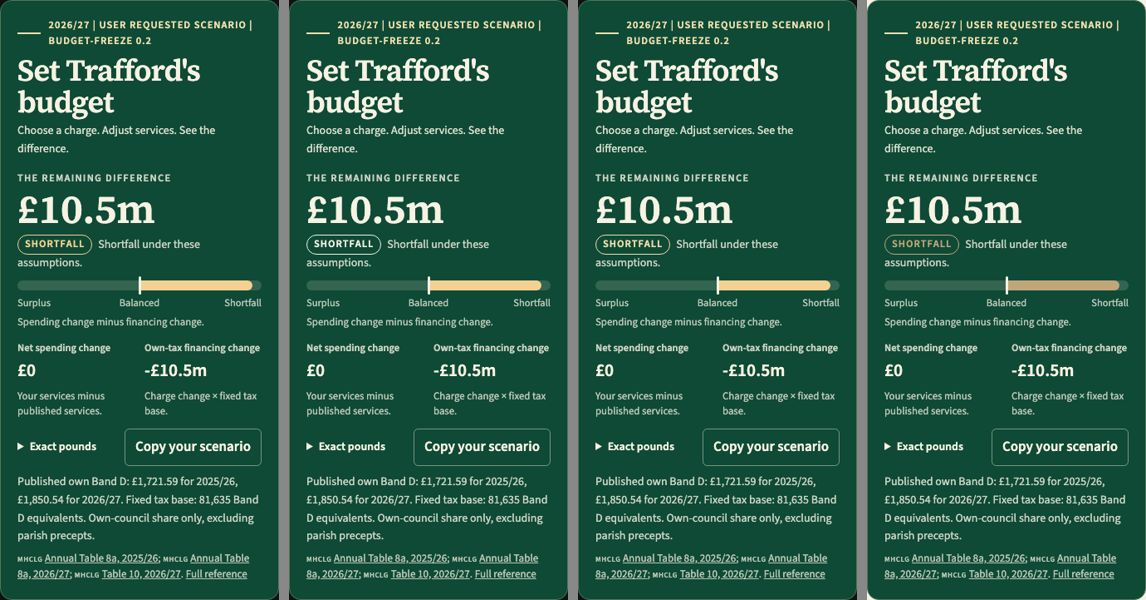 2026/27 | USER REQUESTED SCENARIO |
BUDGET-FREEZE 0.2
Set Trafford's
budget
Choose a charge. Adjust services. See the
difference.
THE REMAINING DIFFERENCE
£10.5m
SHORTFALL Shortfall under these
assumptions.
Surplus Balanced Shortfall
Spending change minus financing change.
Net spending change Own-tax financing change
£0 -£10.5m
Your services minus Charge change × fixed tax
published services. base.
Exact pounds Copy your scenario
Published own Band D: £1,721.59 for 2025/26,
£1,850.54 for 2026/27. Fixed tax base: 81,635 Band
D equivalents. Own-council share only, excluding
parish precepts.
MHCLG Annual Table 8a, 2025/26; MHCLG Annual Table
8a, 2026/27; MHCLG Table 10, 2026/27. Full reference
2026/27 | USER REQUESTED SCENARIO |
BUDGET-FREEZE 0.2
Set Trafford's
budget
Choose a charge. Adjust services. See the
difference.
THE REMAINING DIFFERENCE
£10.5m
SHORTFALL Shortfall under these
assumptions.
Surplus Balanced Shortfall
Spending change minus financing change.
Net spending change Own-tax financing change
£0 -£10.5m
Your services minus Charge change × fixed tax
published services. base.
Exact pounds Copy your scenario
Published own Band D: £1,721.59 for 2025/26,
£1,850.54 for 2026/27. Fixed tax base: 81,635 Band
D equivalents. Own-council share only, excluding
parish precepts.
MHCLG Annual Table 8a, 2025/26; MHCLG Annual Table
8a, 2026/27; MHCLG Table 10, 2026/27. Full reference
2026/27 | USER REQUESTED SCENARIO |
BUDGET-FREEZE 0.2
Set Trafford's
budget
Choose a charge. Adjust services. See the
difference.
THE REMAINING DIFFERENCE
£10.5m
SHORTFALL Shortfall under these
assumptions.
Surplus Balanced Shortfall
Spending change minus financing change.
Net spending change Own-tax financing change
£0 -£10.5m
Your services minus Charge change × fixed tax
published services. base.
Exact pounds Copy your scenario
Published own Band D: £1,721.59 for 2025/26,
£1,850.54 for 2026/27. Fixed tax base: 81,635 Band
D equivalents. Own-council share only, excluding
parish precepts.
MHCLG Annual Table 8a, 2025/26; MHCLG Annual Table
8a, 2026/27; MHCLG Table 10, 2026/27. Full reference
2026/27 | USER REQUESTED SCENARIO |
BUDGET-FREEZE 0.2
Set Trafford's
budget
Choose a charge. Adjust services. See the
difference.
THE REMAINING DIFFERENCE
£10.5m
SHORTFALL Shortfall under these
assumptions.
Surplus Balanced Shortfall
Spending change minus financing change.
Net spending change Own-tax financing change
£0 -£10.5m
Your services minus Charge change × fixed tax
published services. base.
Exact pounds Copy your scenario
Published own Band D: £1,721.59 for 2025/26,
£1,850.54 for 2026/27. Fixed tax base: 81,635 Band
D equivalents. Own-council share only, excluding
parish precepts.
MHCLG Annual Table 8a, 2025/26; MHCLG Annual Table
8a, 2026/27; MHCLG Table 10, 2026/27. Full reference